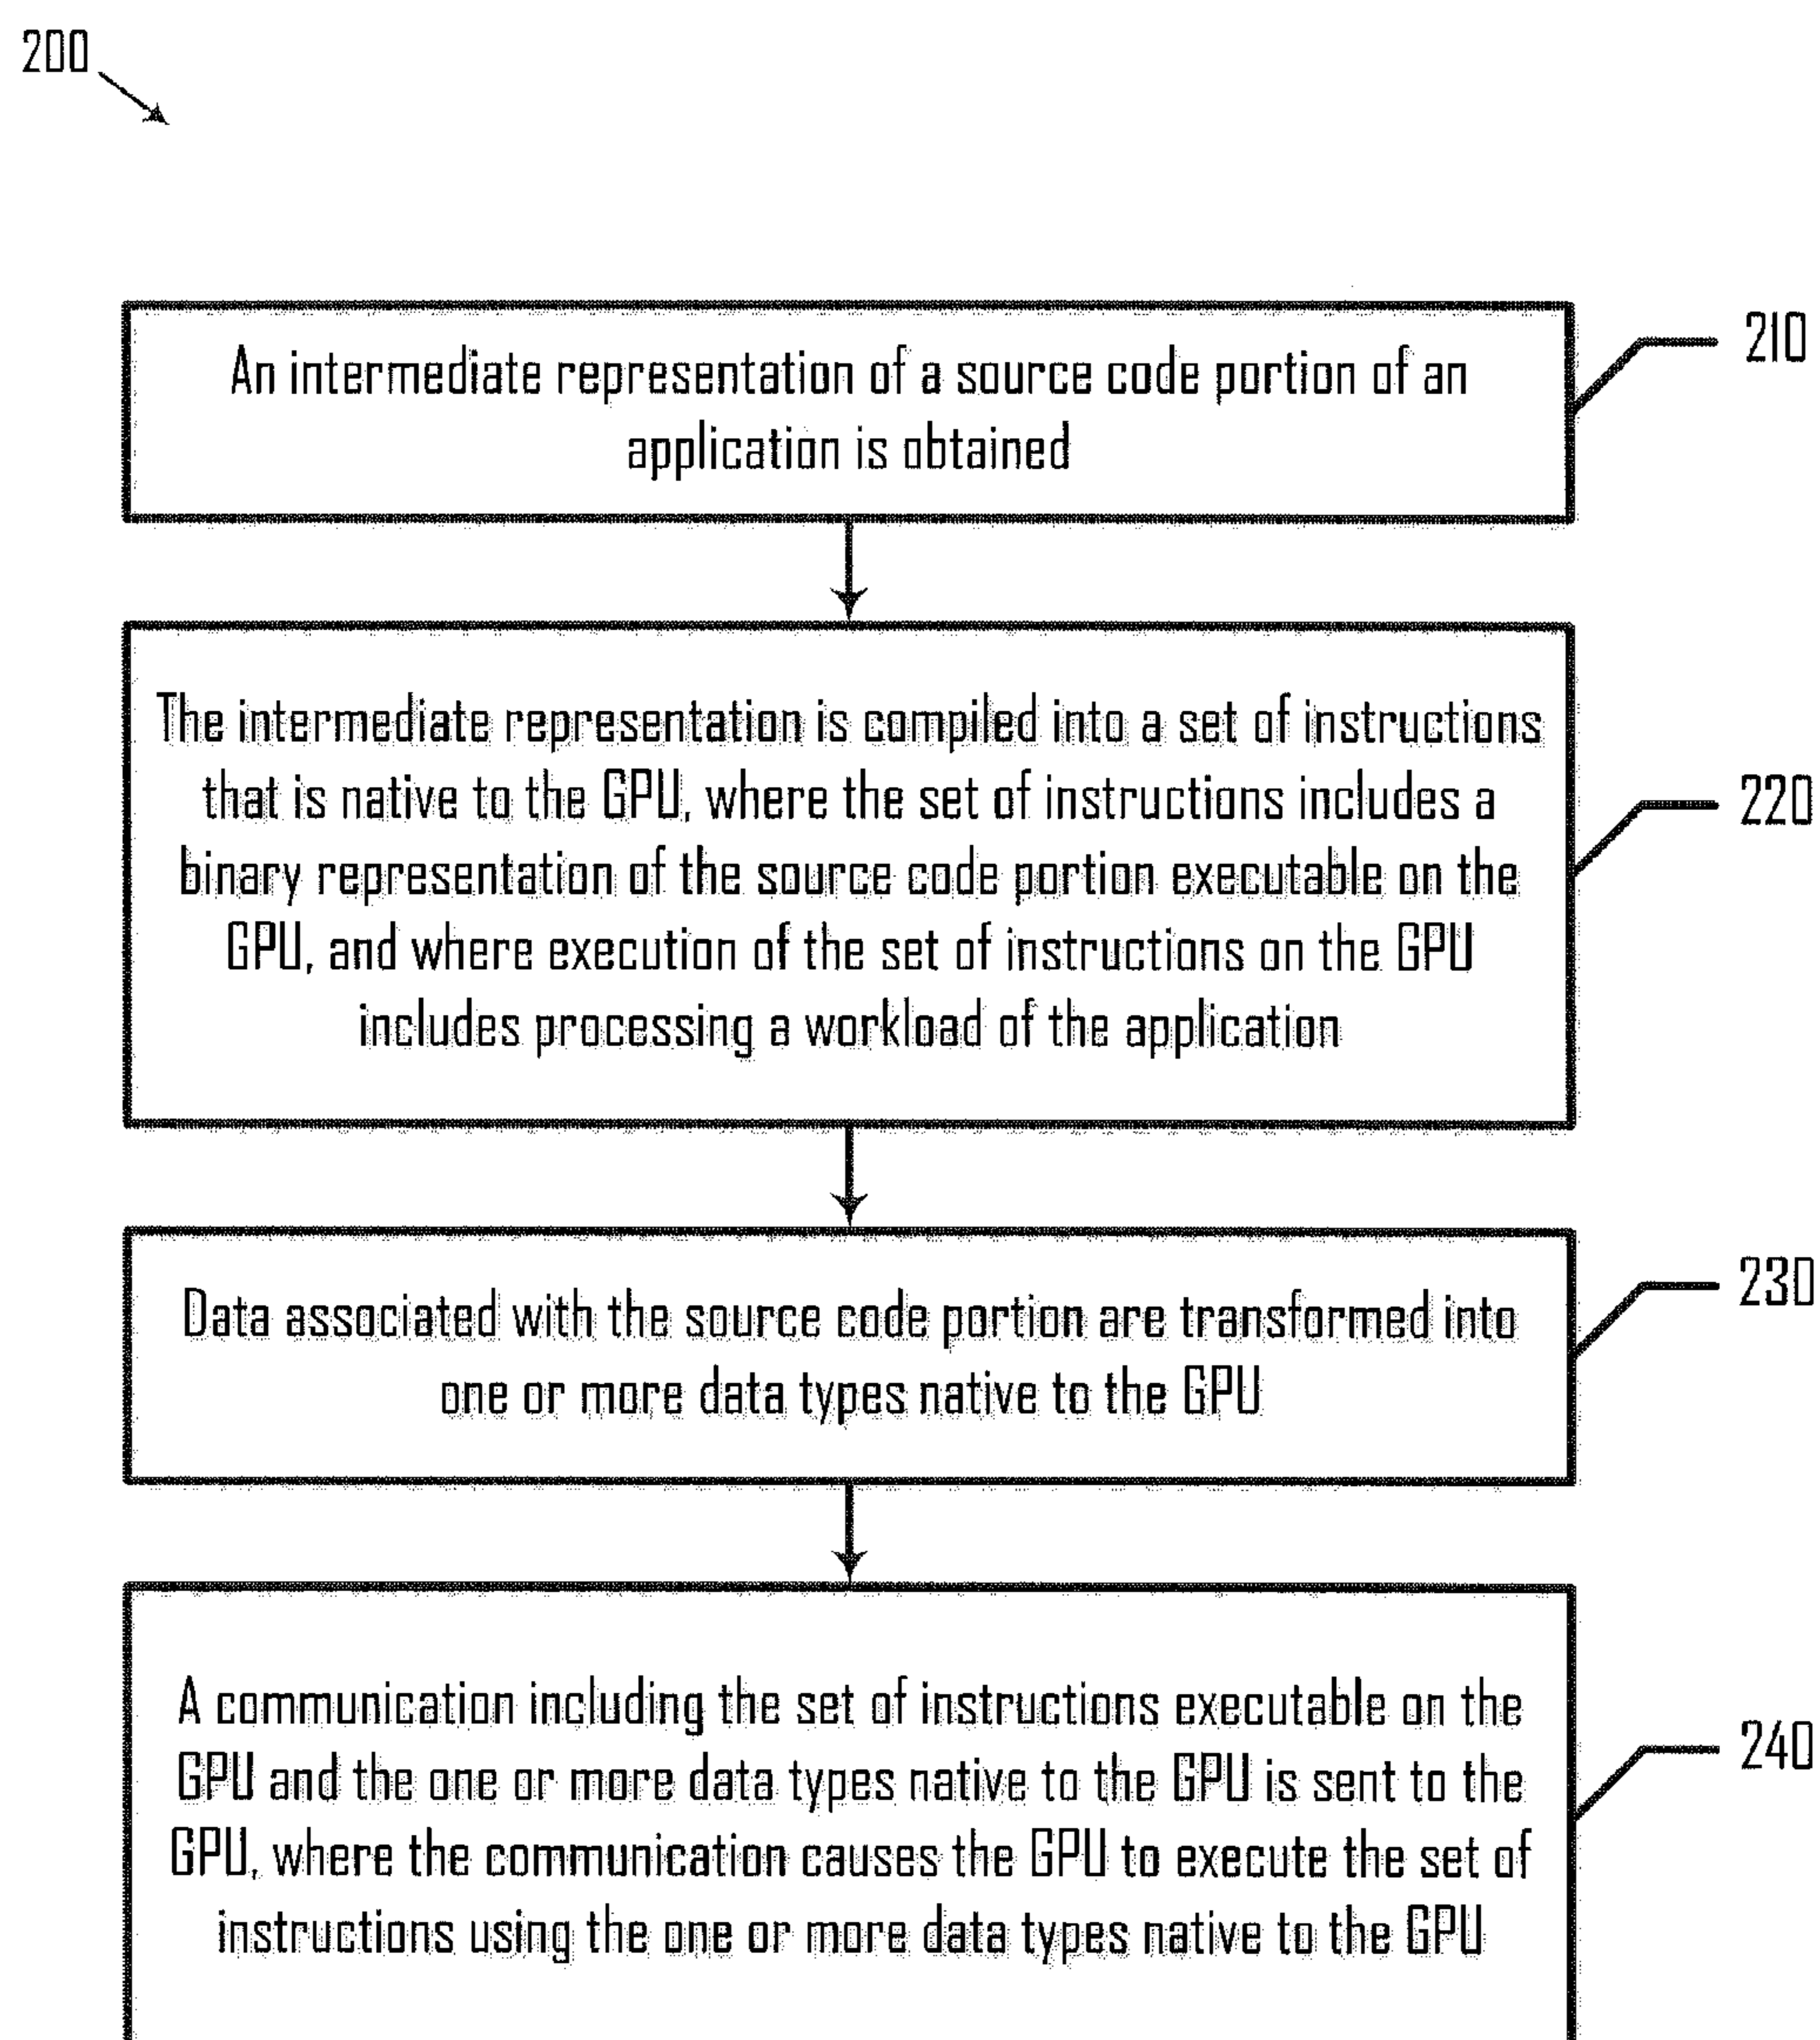 200
An intermediate representation of a source code portion of an
application is obtained
210
The intermediate representation is compiled into a set of instructions
that is native to the GPU, where the set of instructions includes a
binary representation of the source code portion executable on the
GPU, and where execution of the set of instructions on the GPU
includes processing a workload of the application
220
Data associated with the source code portion are transformed into
one or more data types native to the GPU
230
A communication including the set of instructions executable on the
GPU and the one or more data types native to the GPU is sent to the
GPU, where the communication causes the GPU to execute the set of
instructions using the one or more data types native to the GPU
240